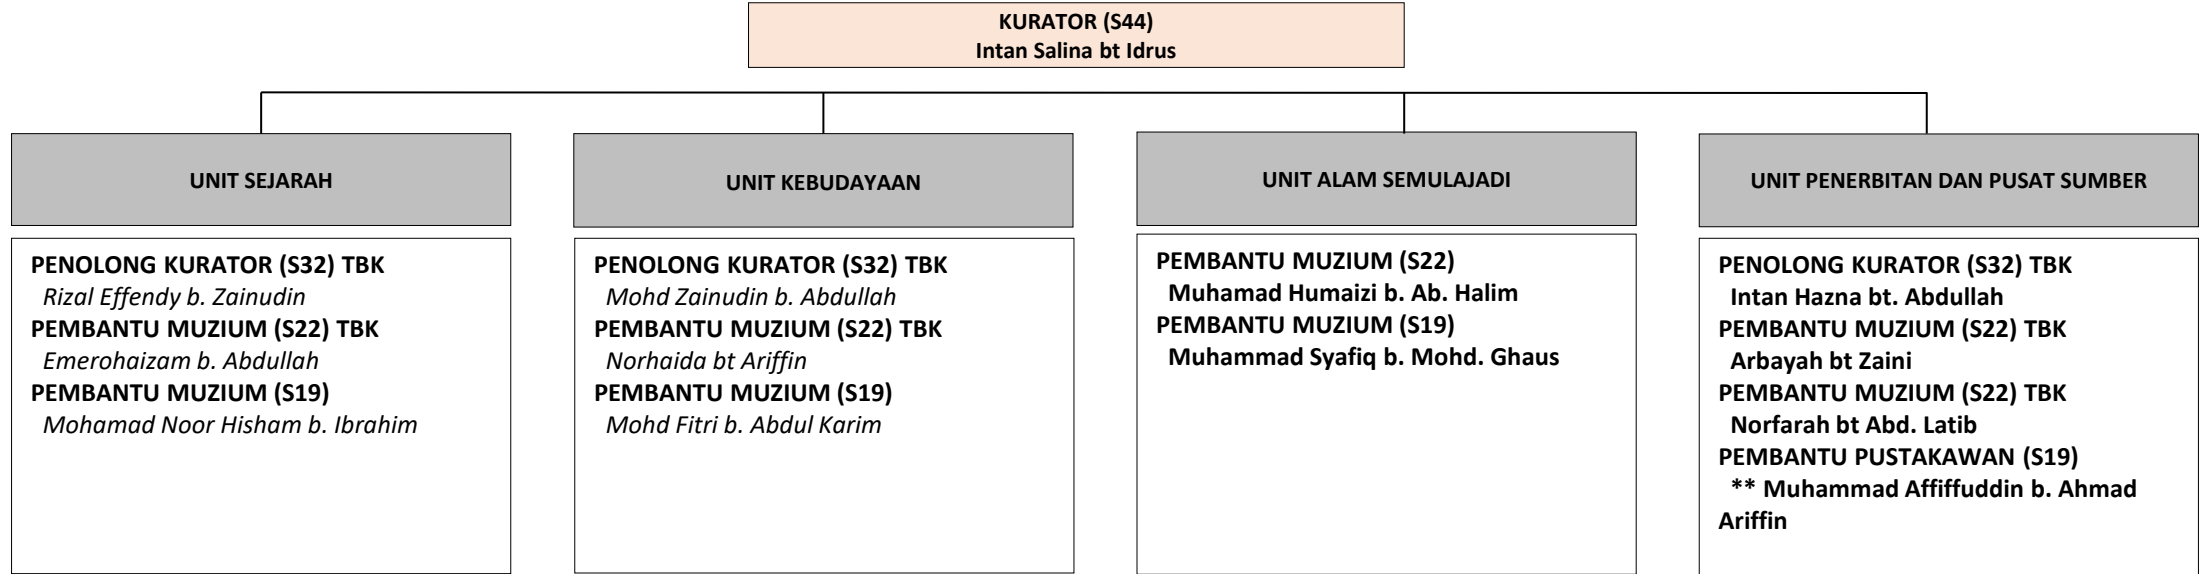 KURATOR (S44)
Intan Salina bt Idrus
UNIT SEJARAH
PENOLONG KURATOR (S32) TBK
Rizal Effendy b. Zainudin
PEMBANTU MUZIUM (S22) TBK
Emerohaizam b. Abdullah
PEMBANTU MUZIUM (S19)
Mohamad Noor Hisham b. Ibrahim
UNIT KEBUDAYAAN
PENOLONG KURATOR (S32) TBK
Mohd Zainudin b. Abdullah
PEMBANTU MUZIUM (S22) TBK
Norhaida bt Ariffin
PEMBANTU MUZIUM (S19)
Mohd Fitri b. Abdul Karim
UNIT ALAM SEMULAJADI
PEMBANTU MUZIUM (S22)
Muhamad Humaizi b. Ab. Halim
PEMBANTU MUZIUM (S19)
Muhammad Syafiq b. Mohd. Ghaus
UNIT PENERBITAN DAN PUSAT SUMBER
PENOLONG KURATOR (S32) TBK
Intan Hazna bt. Abdullah
PEMBANTU MUZIUM (S22) TBK
Arbayah bt Zaini
PEMBANTU MUZIUM (S22) TBK
Norfarah bt Abd. Latib
PEMBANTU PUSTAKAWAN (S19)
** Muhammad Affiffuddin b. Ahmad
Ariffin